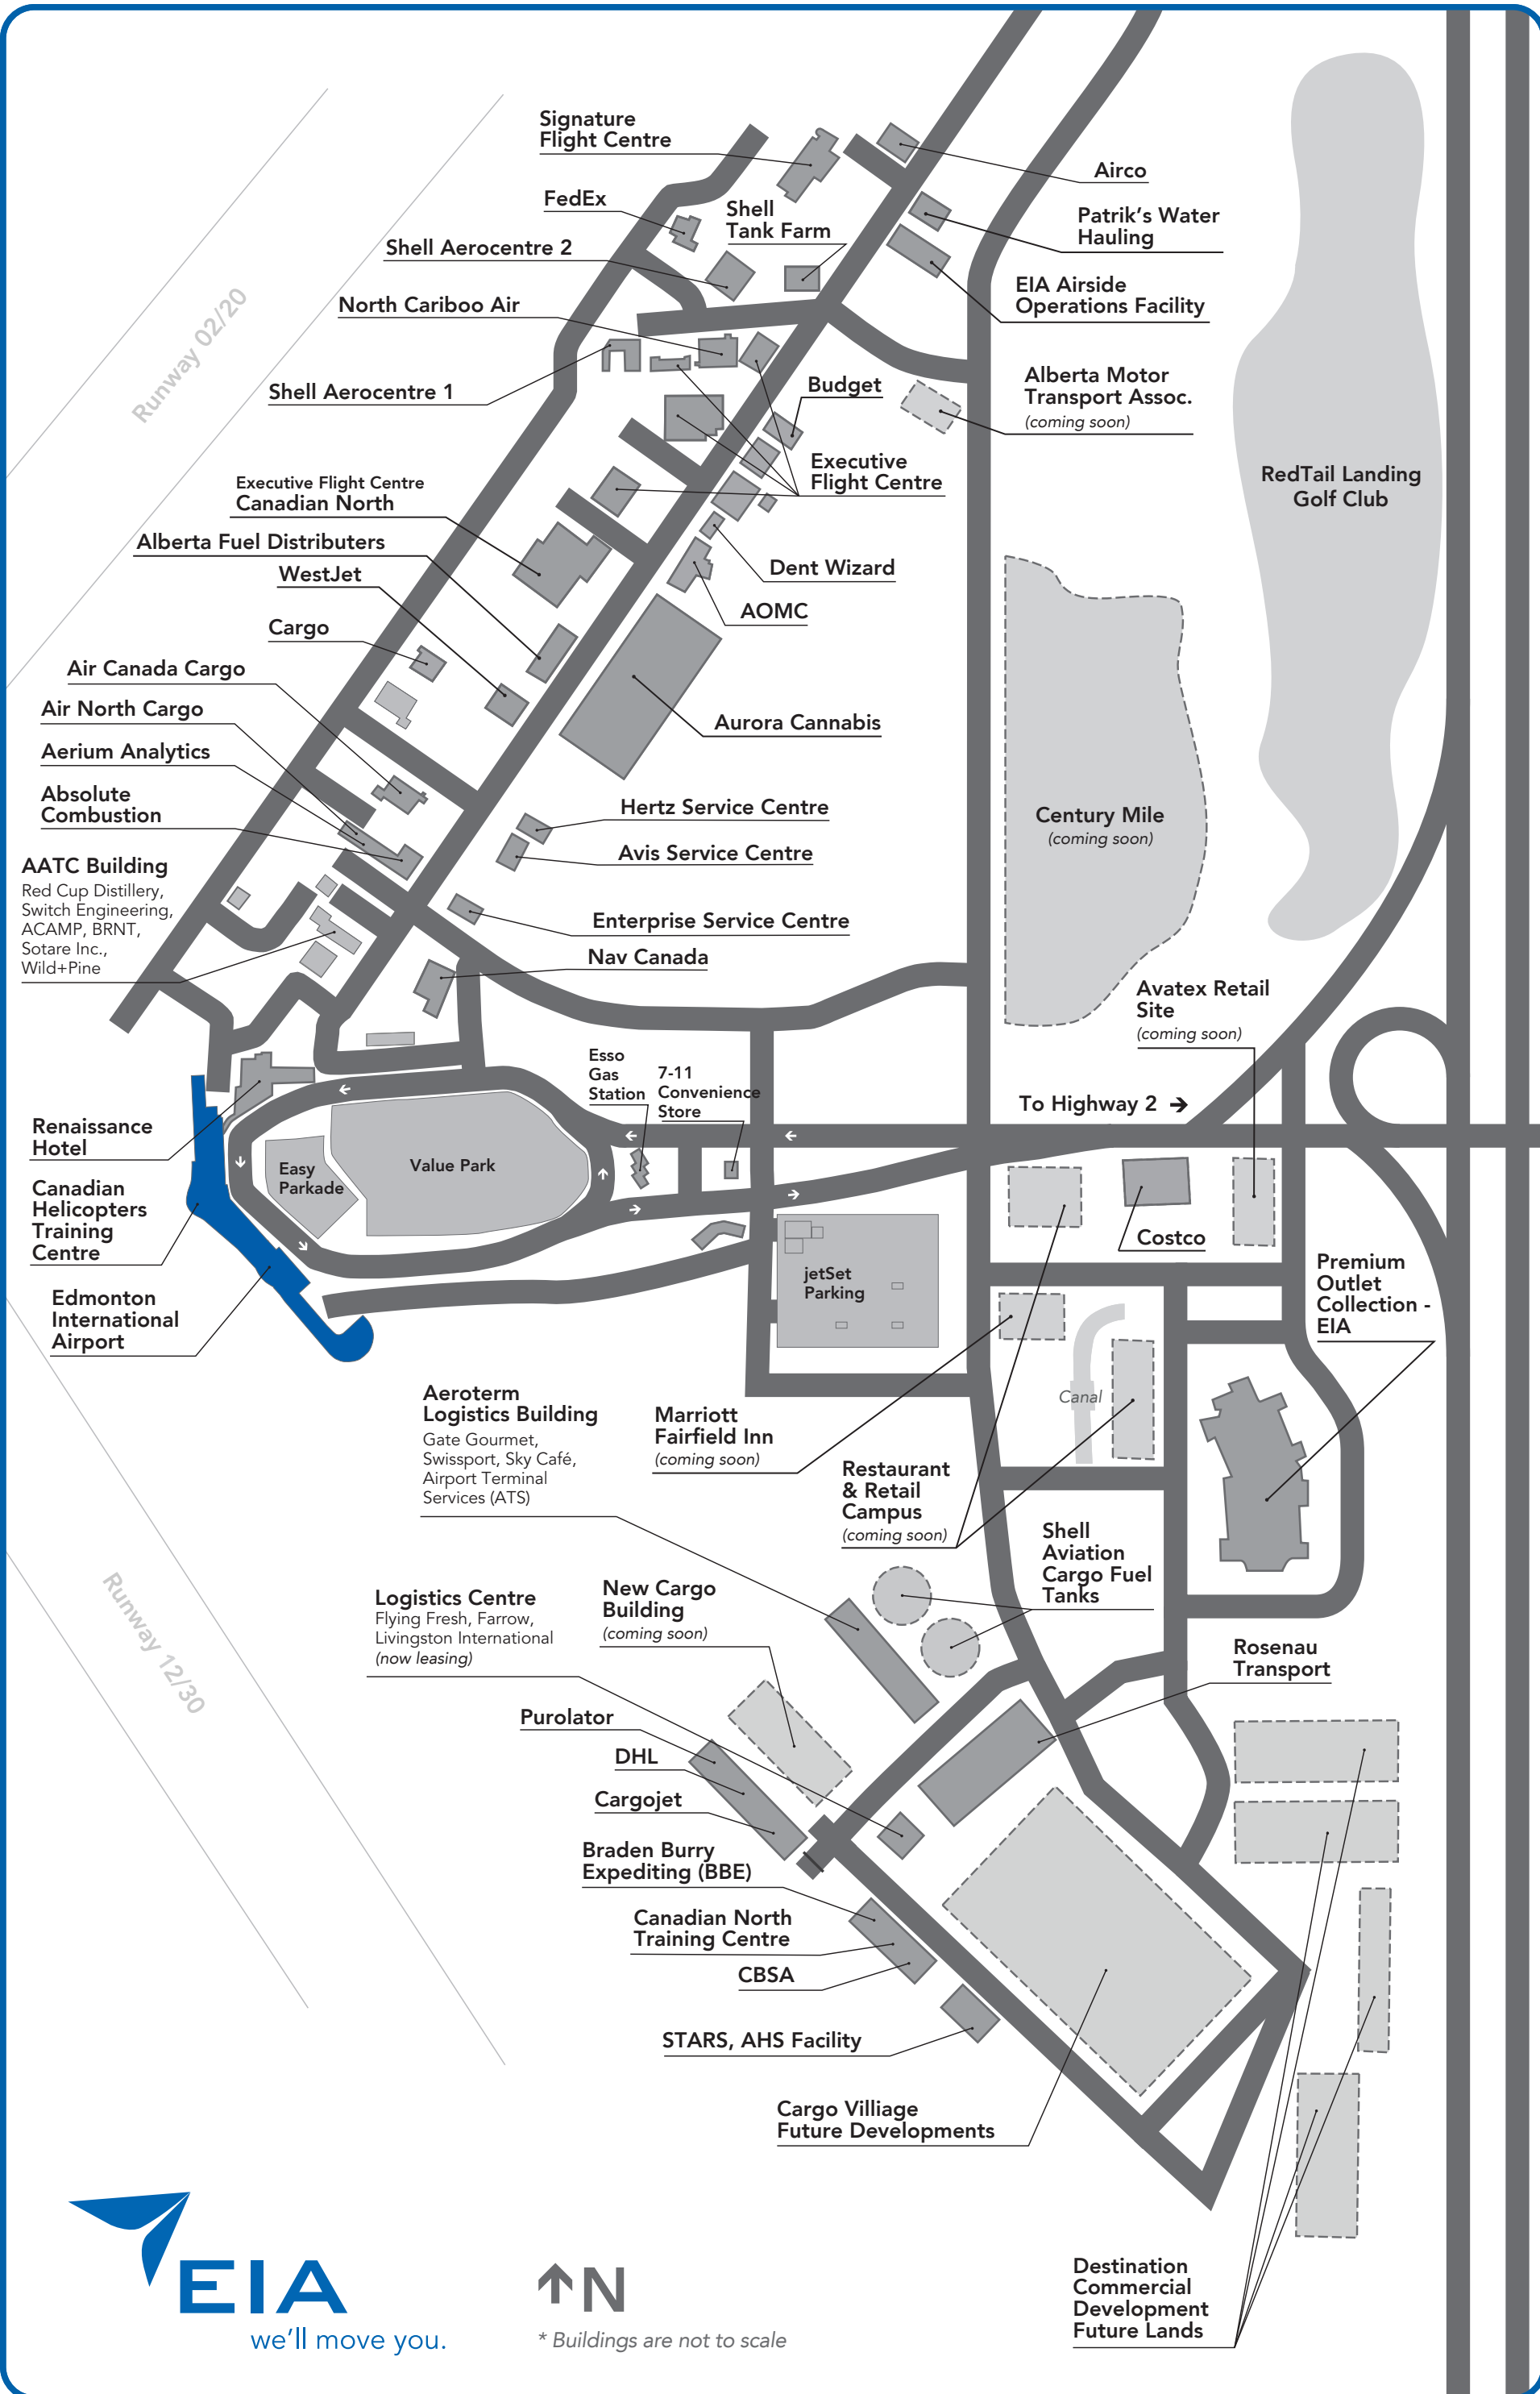 Signature
Flight Centre
Airco
FedEx
Shell
Tank Farm
Patrik's Water
Hauling
Shell Aerocentre 2
EIA Airside
Operations Facility
North Cariboo Air
Runway 02/20
Shell Aerocentre 1
Budget
Alberta Motor
Transport Assoc.
(coming soon)
Executive
Flight Centre
RedTail Landing
Golf Club
Executive Flight Centre
Canadian North
Alberta Fuel Distributers
WestJet
Dent Wizard
AOMC
Cargo
Air Canada Cargo
Air North Cargo
Aurora Cannabis
Aerium Analytics
Absolute
Combustion
Hertz Service Centre
Century Mile
(coming soon)
Avis Service Centre
AATC Building
Red Cup Distillery,
Switch Engineering,
ACAMP, BRNT,
Sotare Inc.,
Wild+Pine
Enterprise Service Centre
Nav Canada
Avatex Retail
Site
(coming soon)
Esso
Gas
Station
7-11
Convenience
Store
To Highway 2 →
Renaissance
Hotel
Easy
Parkade
Value Park
Canadian
Helicopters
Training
Centre
Costco
Edmonton
International
Airport
jetSet
Parking
Premium
Outlet
Collection -
EIA
Aeroterm
Logistics Building
Gate Gourmet,
Swissport, Sky Café,
Airport Terminal
Services (ATS)
Marriott
Fairfield Inn
(coming soon)
Canal
Restaurant
& Retail
Campus
(coming soon)
Shell
Aviation
Cargo Fuel
Tanks
Runway 12/30
Logistics Centre
Flying Fresh, Farrow,
Livingston International
(now leasing)
New Cargo
Building
(coming soon)
Rosenau
Transport
Purolator
DHL
Cargojet
Braden Burry
Expediting (BBE)
Canadian North
Training Centre
CBSA
STARS, AHS Facility
Cargo Villiage
Future Developments
Destination
Commercial
Development
Future Lands
EIA
we'll move you.
N
* Buildings are not to scale